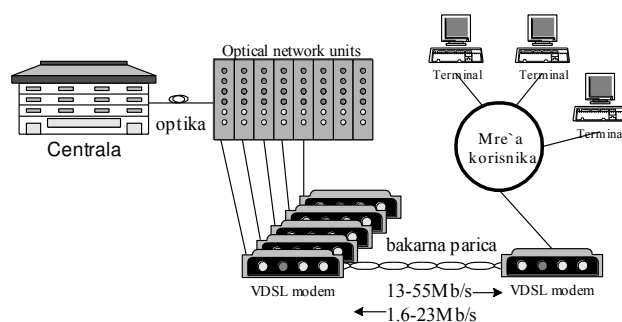 Optical network units
Terminal
Terminal
Terminal
optika
Centrala
Mre`a
korisnika
bakarna parica
VDSL modem
13-55Mb/s
1.6-23Mb/s
VDSL modem